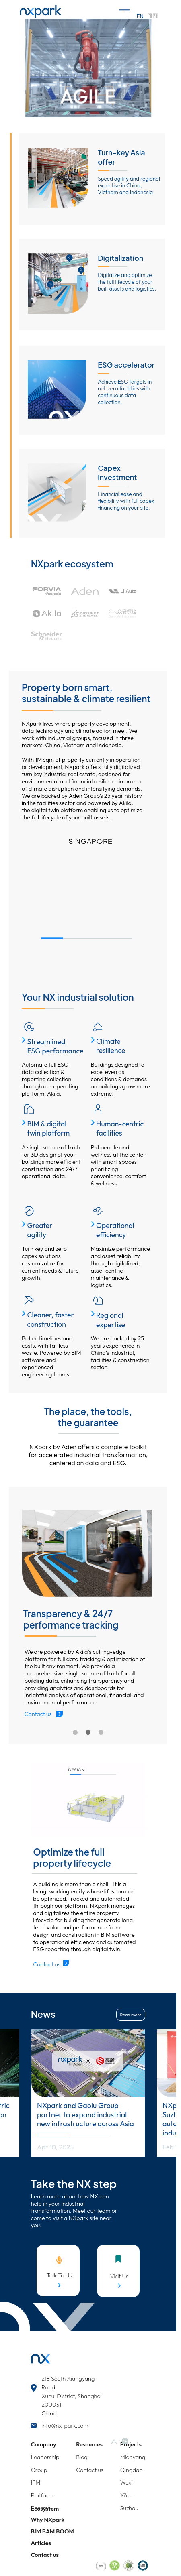 nxpark
EN
AGILE
Turn-key Asia
offer
Speed agility and regional
expertise in China,
Vietnam and Indonesia
Digitalization
Digitalize and optimize
the full lifecycle of your
built assets and logistics.
ESG accelerator
Achieve ESG targets in
net-zero facilities with
continuous data
collection.
Capex
Investment
Financial ease and
flexibility with full capex
financing on your site.
NXpark ecosystem
FORVIA
Aden
Li Auto
Akila
Schneider
Property born smart,
sustainable & climate resilient
NXpark lives where property development,
data technology and climate action meet. We
work with industrial groups, focused in three
markets: China, Vietnam and Indonesia.
With 1M sqm of property currently in operation
or development, NXpark offers fully digitalized
turn-key industrial real estate, designed for
environmental and financial resilience in an era
of climate disruption and intensifying demands.
We are backed by Aden Group's 25 year history
in the facilities sector and powered by Akila,
the digital twin platform enabling us to optimize
the full lifecycle of your built assets.
SINGAPORE
Your NX industrial solution
Streamlined
ESG performance
Automate full ESG
data collection &
reporting collection
through our operating
platform, Akila.
Climate
resilience
Buildings designed to
excel even as
conditions & demands
on buildings grow more
extreme.
BIM & digital
twin platform
A single source of truth
for 3D design of your
buildings more efficient
construction and 24/7
operational data.
Human-centric
facilities
Put people and
wellness at the center
with smart spaces
prioritizing
convenience, comfort
& wellness.
Greater
agility
Turn key and zero
capex solutions
customizable for
current needs & future
growth.
Operational
efficiency
Maximize performance
and asset reliability
through digitalized,
asset centric
maintenance &
logistics.
Cleaner, faster
construction
Better timelines and
costs, with far less
waste. Powered by BIM
software and
experienced
engineering teams.
Regional
expertise
We are backed by 25
years experience in
China's industrial,
facilities & construction
sector.
The place, the tools,
the guarantee
NXpark by Aden offers a complete toolkit
for accelerated industrial transformation,
centered on data and ESG.
Transparency & 24/7
performance tracking
You are powered by Akila's cutting-edge
platform for full data tracking & optimization of
the built environment. We provide a
comprehensive, single source of truth for all
building data, enhancing transparency and
providing analytics and dashboards for
insightful analysis of operational, financial, and
environmental performance
Contact us
DESIGN
Optimize the full
property lifecycle
A building is more than a shell – it is a
living, working entity whose lifespan can
be optimized, tracked and automated
through our platform. NXpark manages
and digitalizes the entire property
lifecycle for building that generate long-
term value and performance from
design and construction in BIM software
to operational efficiency and automated
ESG reporting through digital twin.
Contact us
News
Read more
nxpark
NXpark and Gaolu Group
partner to expand industrial
new infrastructure across Asia
Apr 10, 2025
Take the NX step
Learn more about how NX can
help in your industrial
transformation. Meet our team or
come to visit a NXpark site near
you.
Talk To Us
Visit Us
nx
218 South Xiangyang
Road,
Xuhui District, Shanghai
200031,
China
info@nx-park.com
Company
Resources
Projects
Leadership
Blog
Mianyang
Group
Contact us
Qingdao
IFM
Wuxi
Platform
Xi'an
Ecosystem
Suzhou
Why NXpark
BIM BAM BOOM
Articles
Contact us